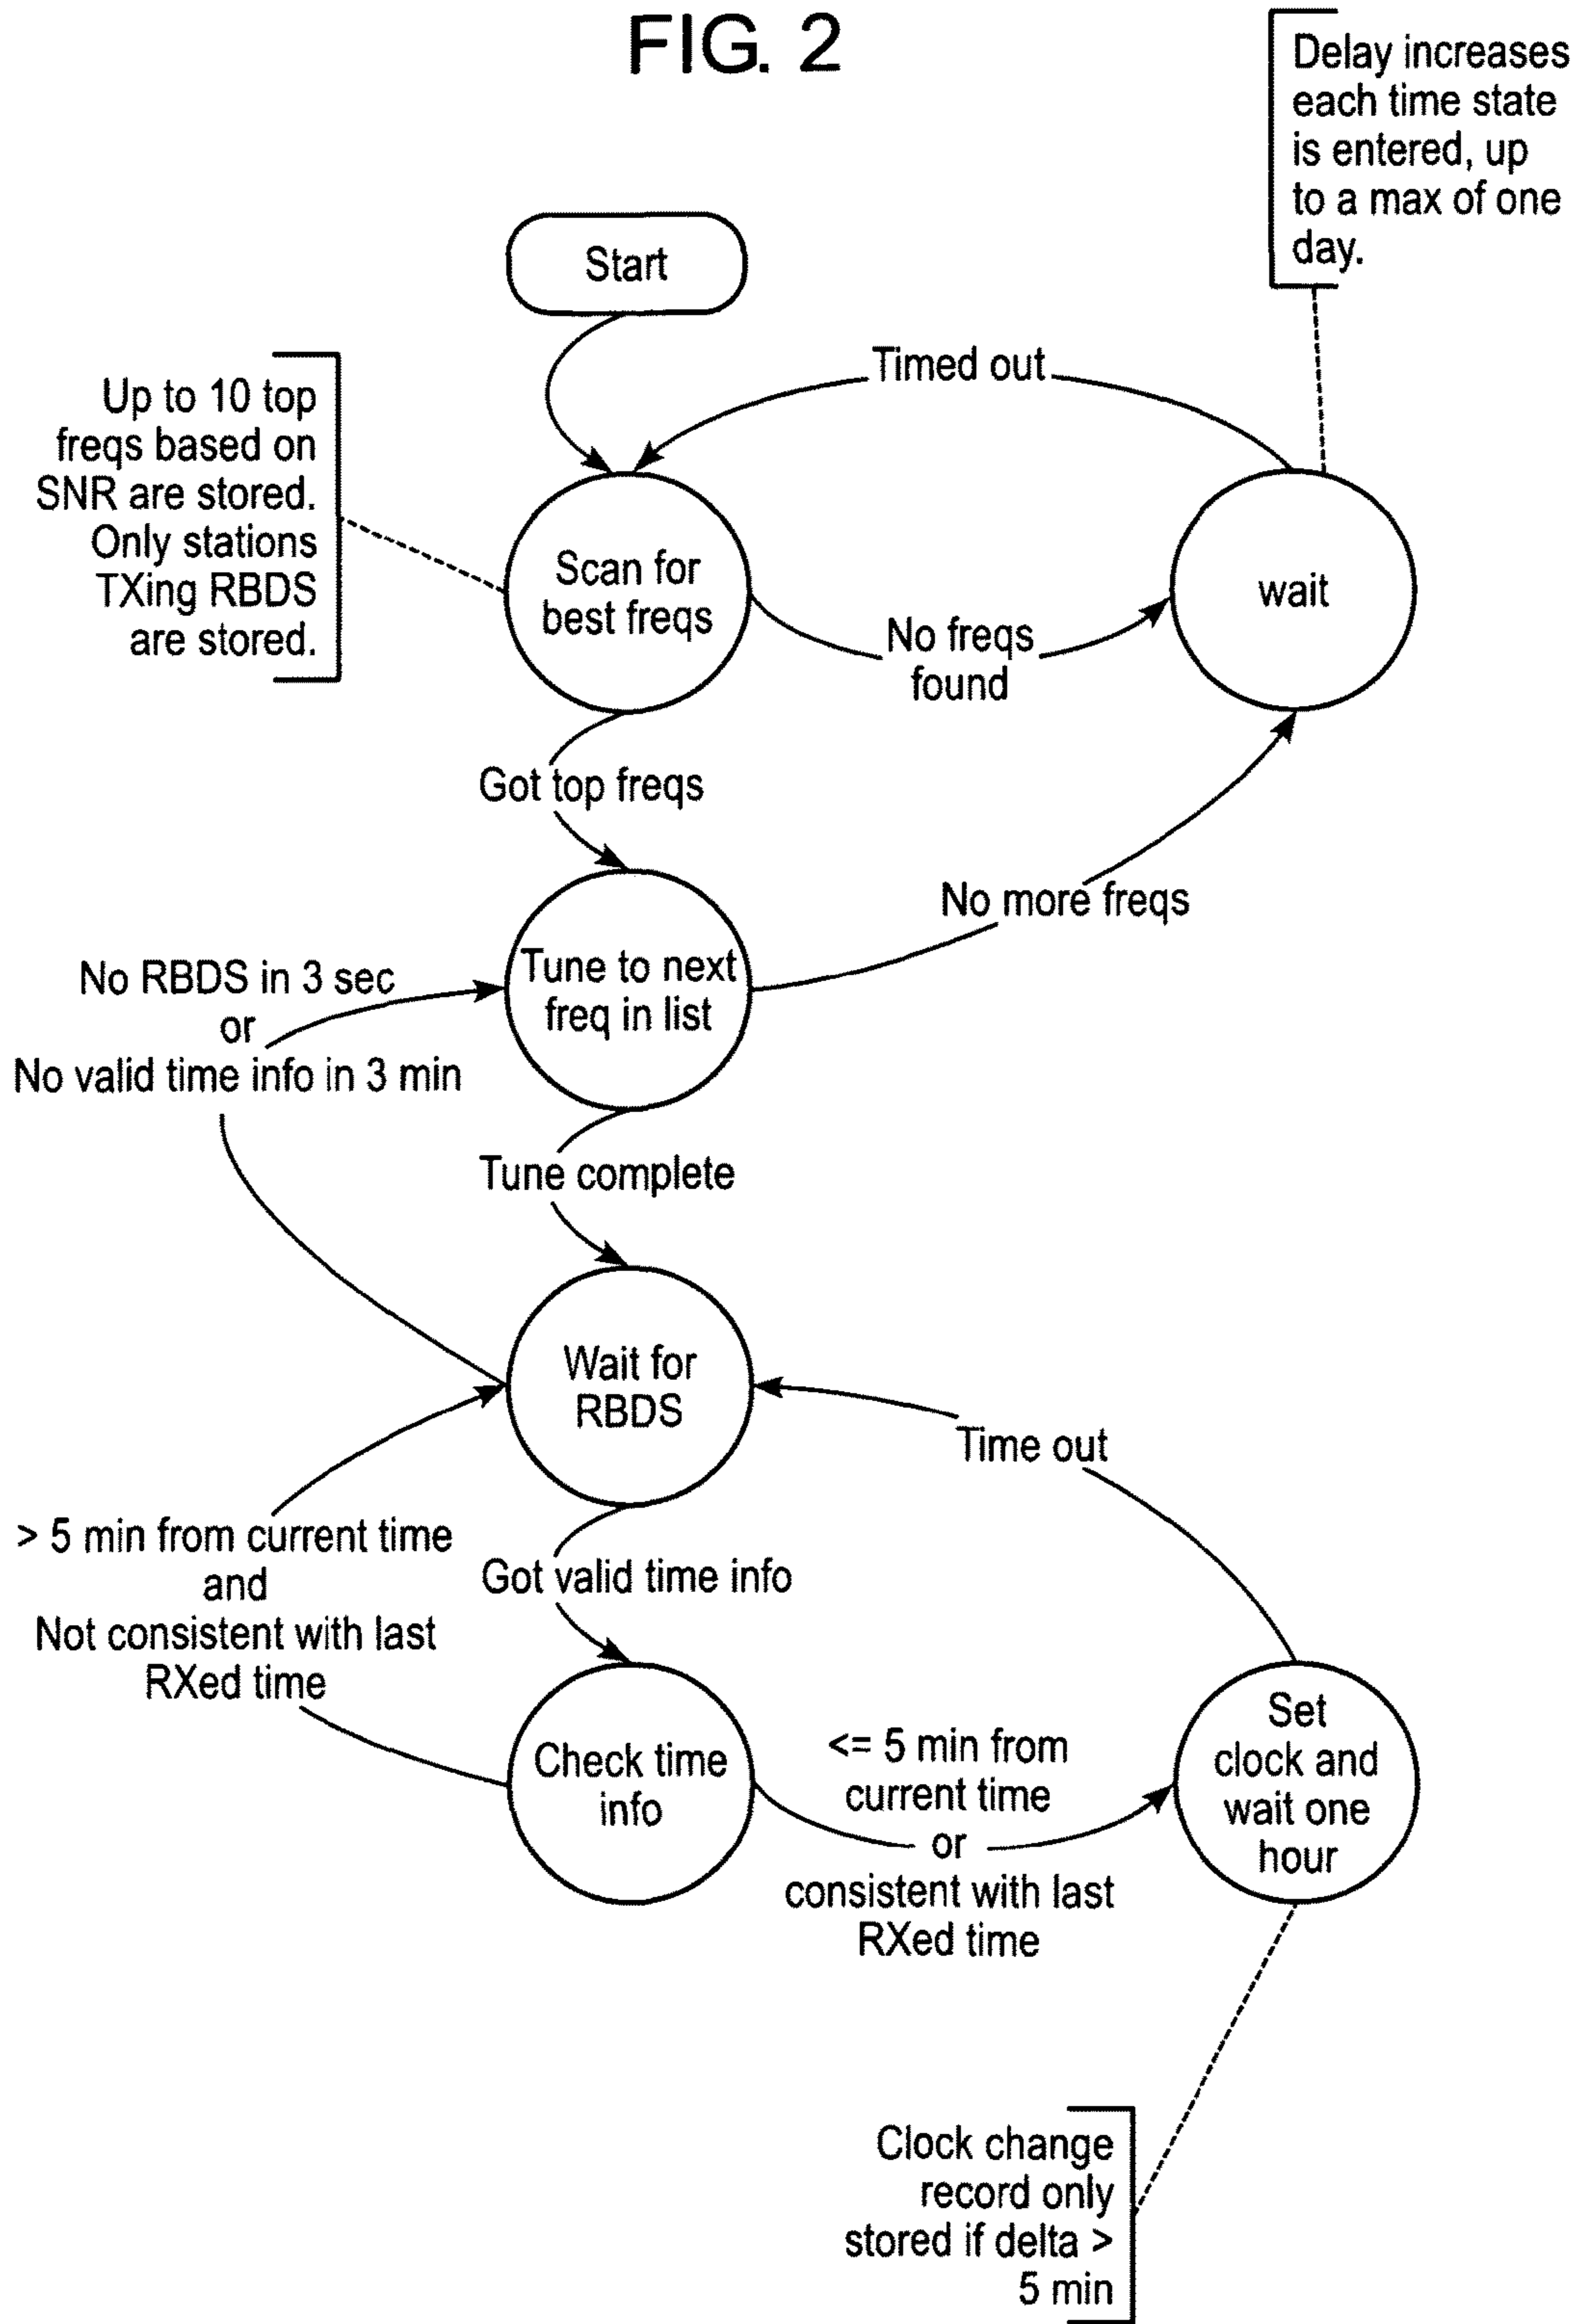 FIG. 2
Delay increases
each time state
is entered, up
to a max of one
day.
Start
Timed out
Up to 10 top
freqs based on
SNR are stored.
Only stations
TXing RBDS
are stored.
Scan for
best freqs
wait
No freqs
found
Got top freqs
No more freqs
Tune to next
freq in list
No RBDS in 3 sec
or
No valid time info in 3 min
Tune complete
Wait for
RBDS
Time out
> 5 min from current time
and
Not consistent with last
RXed time
Got valid time info
Check time
info
<= 5 min from
current time
or
consistent with last
RXed time
Set
clock and
wait one
hour
Clock change
record only
stored if delta >
5 min